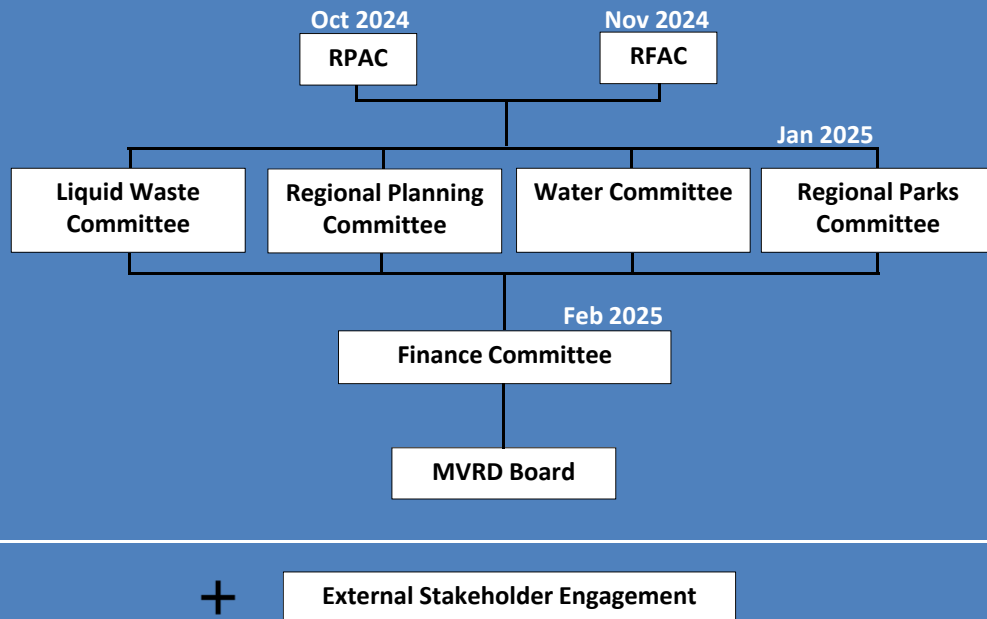 Oct 2024
Nov 2024
RPAC
RFAC
Jan 2025
Liquid Waste
Committee
Regional Planning
Committee
Water Committee
Regional Parks
Committee
Feb 2025
Finance Committee
MVRD Board
+
External Stakeholder Engagement